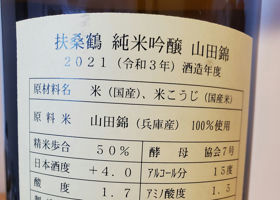 扶桑鶴 純米吟醸 山田錦
2021(令和3年)酒造年度
原材料名 米(国産)、米こうじ(国産米)
原料米 山田錦(兵庫産) 100%使用
精米歩合 50% 酵母 協会7号
日本酒度 +4.0 アルコール分 15度
酸度 1.7 アミノ酸度 1.5